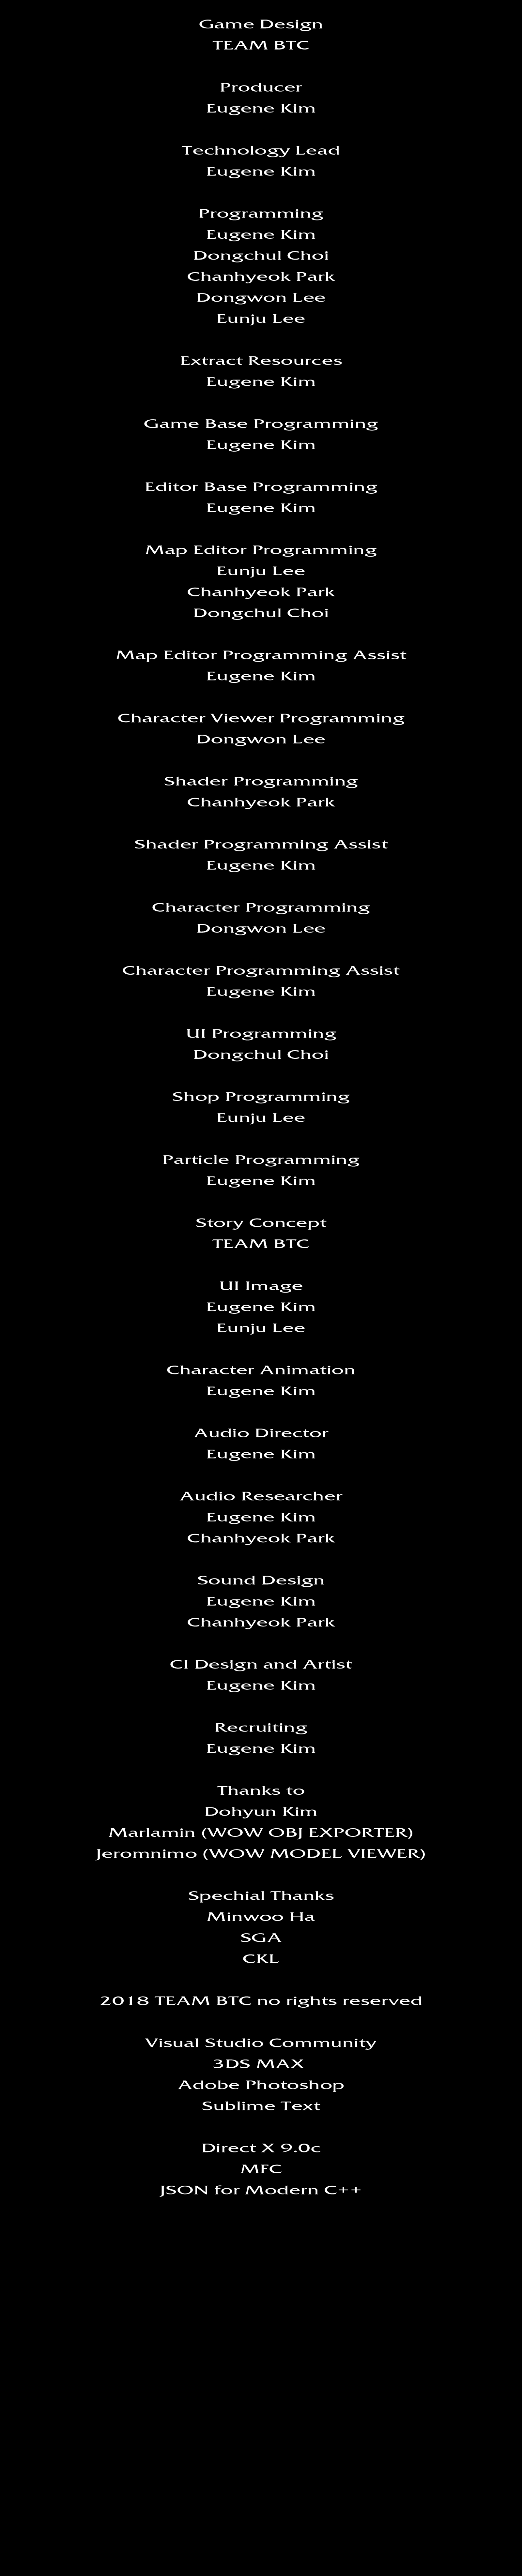 Game Design
TEAM BTC
Producer
Eugene Kim
Technology Lead
Eugene Kim
Programming
Eugene Kim
Dongchul Choi
Chanhyeok Park
Dongwon Lee
Eunju Lee
Extract Resources
Eugene Kim
Game Base Programming
Eugene Kim
Editor Base Programming
Eugene Kim
Map Editor Programming
Eunju Lee
Chanhyeok Park
Dongchul Choi
Map Editor Programming Assist
Eugene Kim
Character Viewer Programming
Dongwon Lee
Shader Programming
Chanhyeok Park
Shader Programming Assist
Eugene Kim
Character Programming
Dongwon Lee
Character Programming Assist
Eugene Kim
UI Programming
Dongchul Choi
Shop Programming
Eunju Lee
Particle Programming
Eugene Kim
Story Concept
TEAM BTC
UI Image
Eugene Kim
Eunju Lee
Character Animation
Eugene Kim
Audio Director
Eugene Kim
Audio Researcher
Eugene Kim
Chanhyeok Park
Sound Design
Eugene Kim
Chanhyeok Park
CI Design and Artist
Eugene Kim
Recruiting
Eugene Kim
Thanks to
Dohyun Kim
Marlamin (WOW OBJ EXPORTER)
Jeromnimo (WOW MODEL VIEWER)
Spechial Thanks
Minwoo Ha
SGA
CKL
2018 TEAM BTC no rights reserved
Visual Studio Community
3DS MAX
Adobe Photoshop
Sublime Text
Direct X 9.0c
MFC
JSON for Modern C++